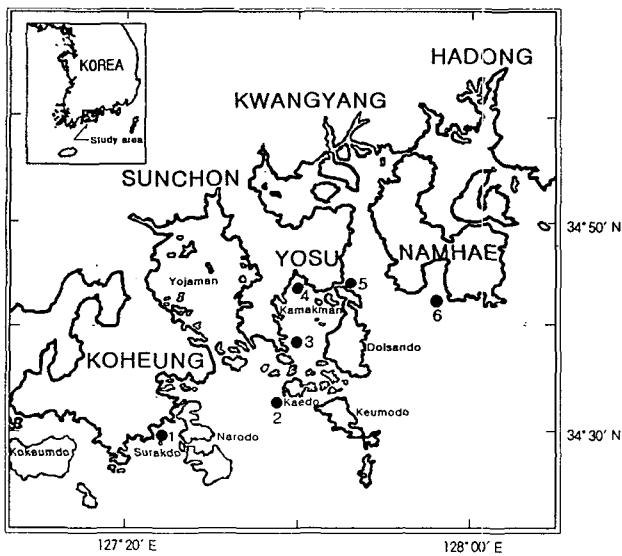 HADONG
KOREA
Study area
KWANGYANG
SUNCHON
34°50′ N
YOSU
NAMHAE
Yojaman
5
4
Kamakman
6
3
Dolsando
KOHEUNG
2
Kaedo
Keumodo
1
Narodo
34°30′ N
Kokeumdo
Surakdo
127°20′ E
128°00′ E